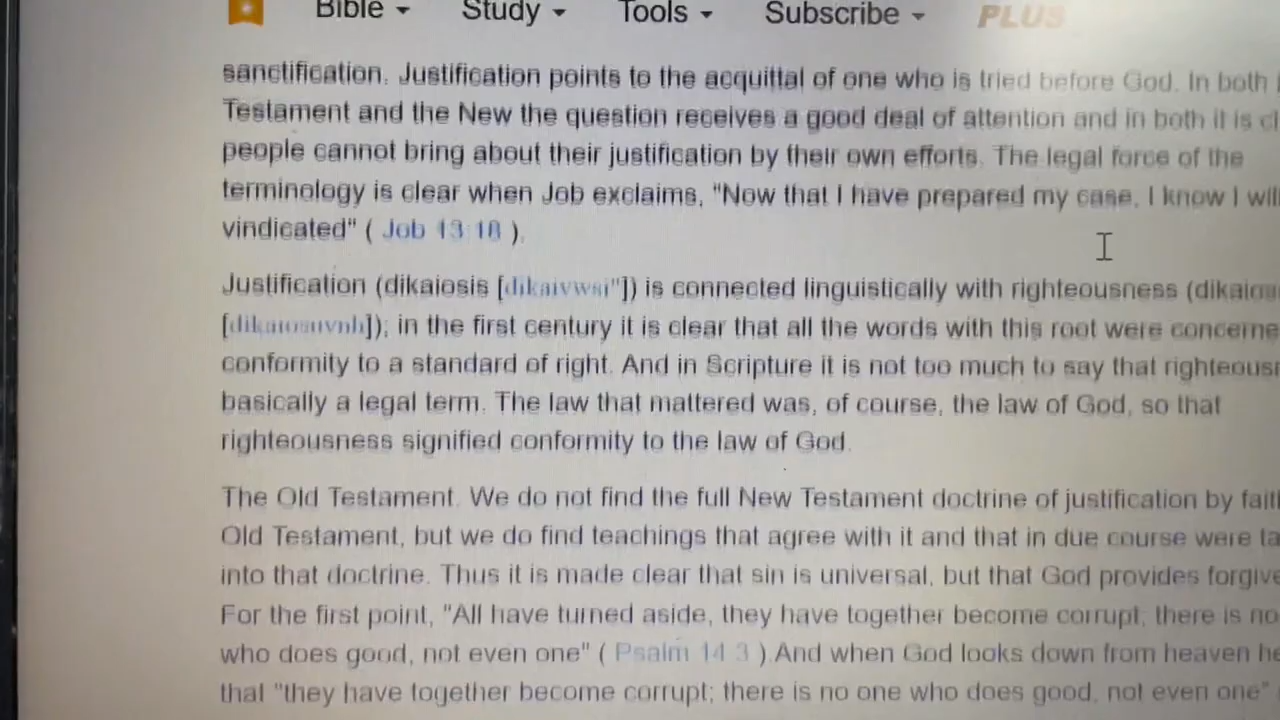 Bible Study Tools Subscribe PLUS
sanctification. Justification points to the acquittal of one who is tried before God. In both
Testament and the New the question receives a good deal of attention and in both it is cl
people cannot bring about their justification by their own efforts. The legal force of the
terminology is clear when Job exclaims, "Now that I have prepared my case, I know I will
vindicated" ( Job 13:18 ).
Justification (dikaiosis [dikaivwsi"]) is connected linguistically with righteousness (dikaiosu
[dikaiosuvnh]); in the first century it is clear that all the words with this root were concerne
conformity to a standard of right. And in Scripture it is not too much to say that righteousn
basically a legal term. The law that mattered was, of course, the law of God, so that
righteousness signified conformity to the law of God.
The Old Testament. We do not find the full New Testament doctrine of justification by fait
Old Testament, but we do find teachings that agree with it and that in due course were ta
into that doctrine. Thus it is made clear that sin is universal, but that God provides forgive
For the first point, "All have turned aside, they have together become corrupt; there is no
who does good, not even one" ( Psalm 14:3 ).And when God looks down from heaven he
that "they have together become corrupt; there is no one who does good, not even one"